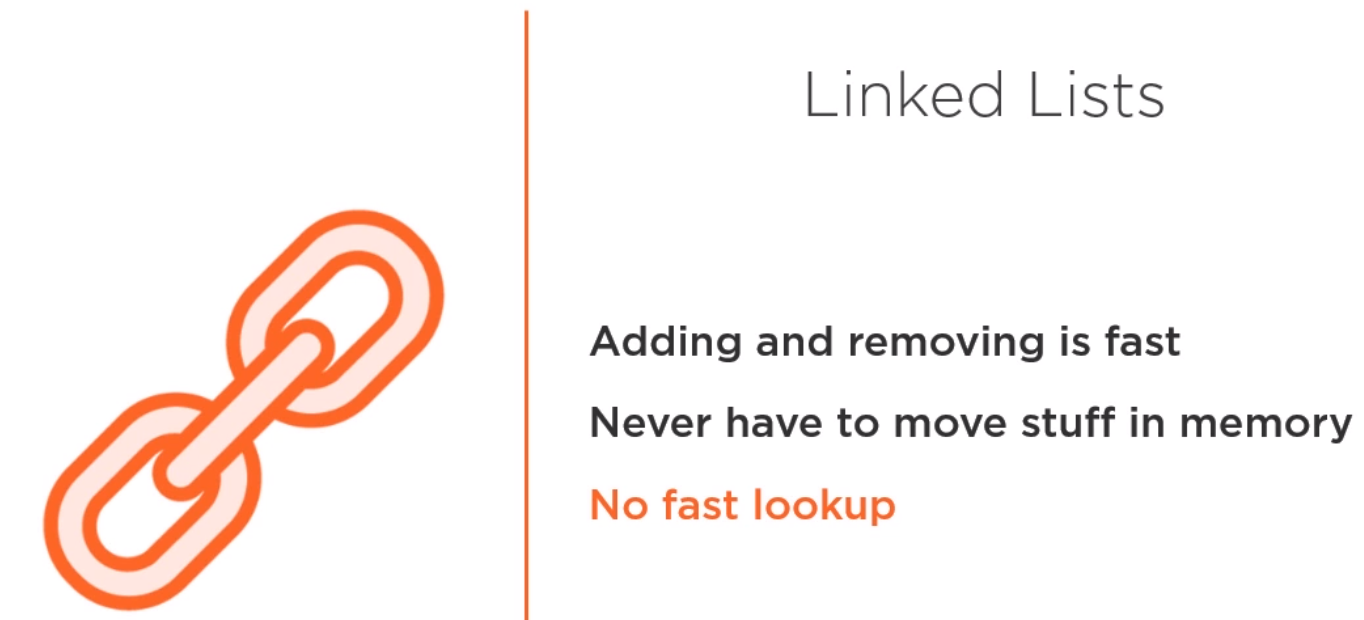 Linked Lists
Adding and removing is fast
Never have to move stuff in memory
No fast lookup